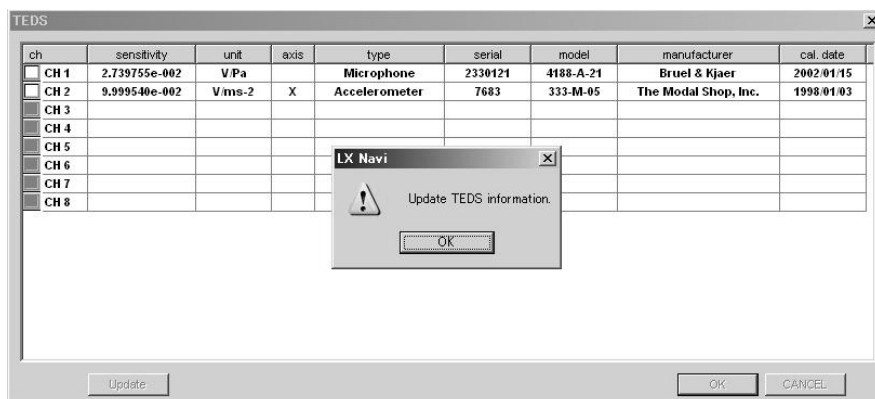 TEDS
ch sensitivity unit axis type serial model manufacturer cal. date
CH 1 2.739755e-002 V/Pa Microphone 2330121 4188-A-21 Bruel & Kjaer 2002/01/15
CH 2 9.999540e-002 V/ms-2 X Accelerometer 7683 333-M-05 The Modal Shop, Inc. 1998/01/03
CH 3
CH 4
CH 5
CH 6
CH 7
CH 8
LX Navi
Update TEDS information.
OK
Update OK CANCEL